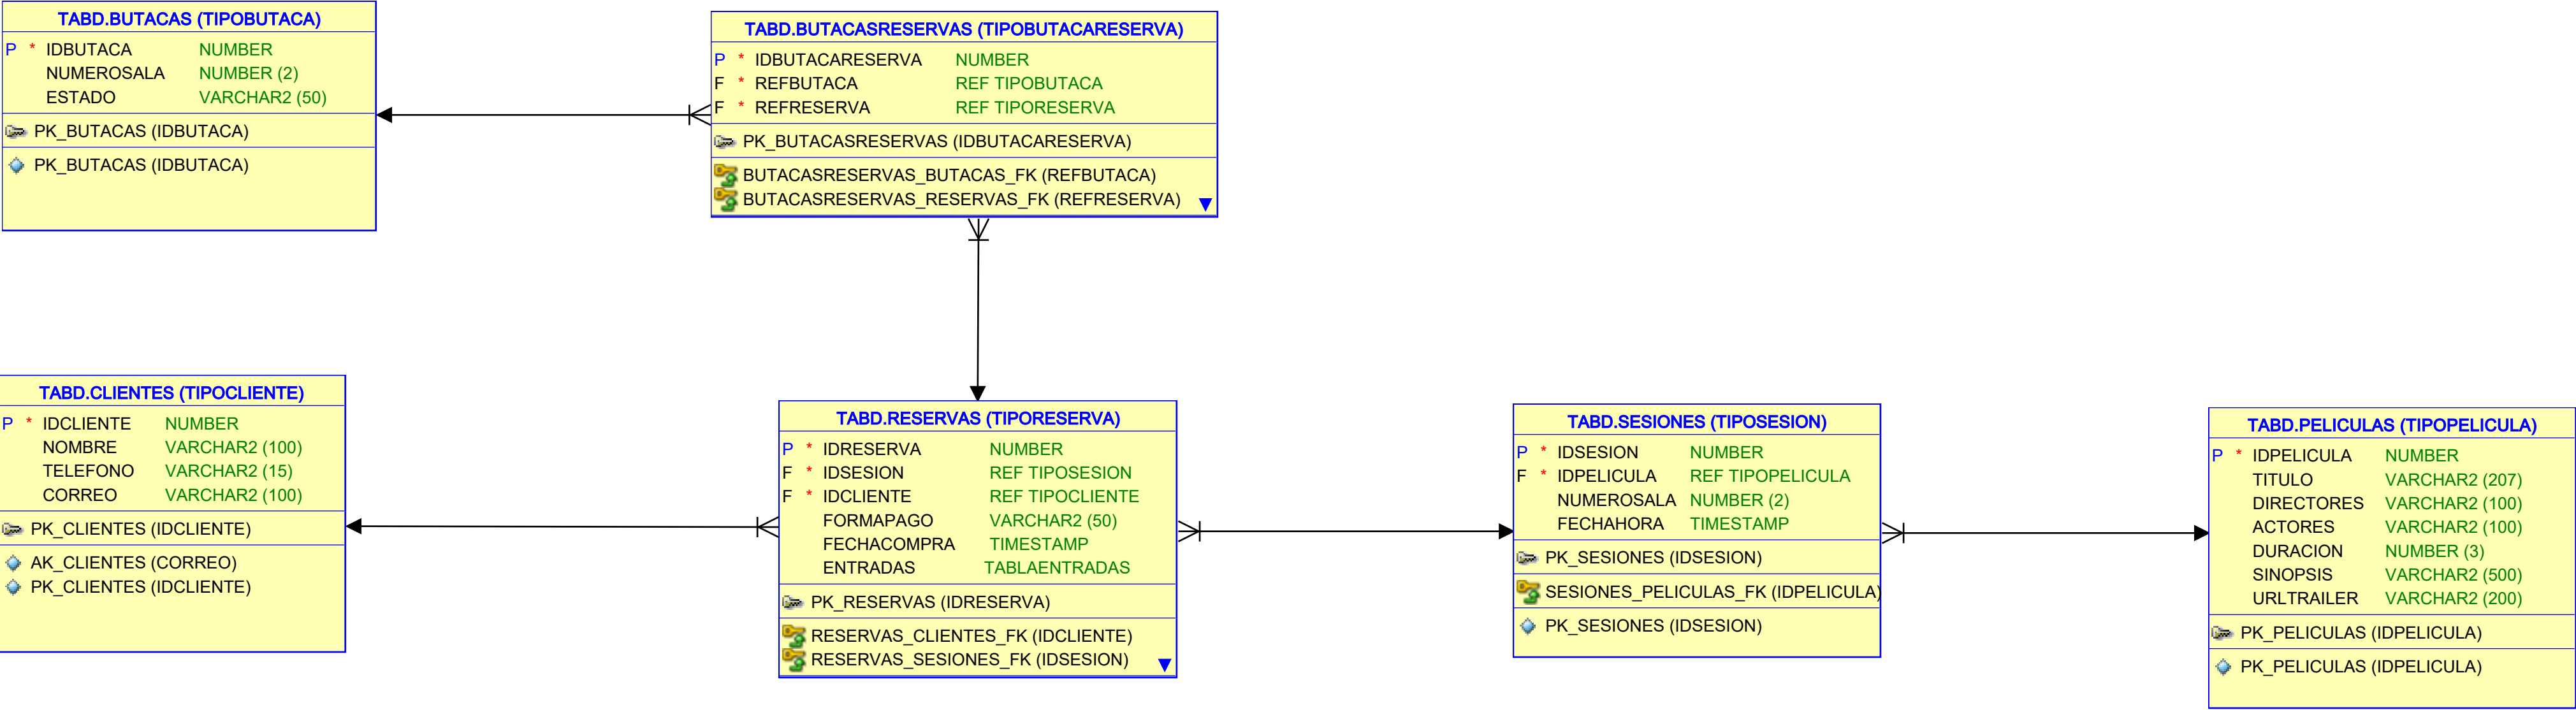 TABD.BUTACAS (TIPOBUTACA)
P * IDBUTACA NUMBER
NUMEROSALA NUMBER (2)
ESTADO VARCHAR2 (50)
PK_BUTACAS (IDBUTACA)
PK_BUTACAS (IDBUTACA)
TABD.BUTACASRESERVAS (TIPOBUTACARESERVA)
P * IDBUTACARESERVA NUMBER
F * REFBUTACA REF TIPOBUTACA
F * REFRESERVA REF TIPORESERVA
PK_BUTACASRESERVAS (IDBUTACARESERVA)
BUTACASRESERVAS_BUTACAS_FK (REFBUTACA)
BUTACASRESERVAS_RESERVAS_FK (REFRESERVA)
TABD.CLIENTES (TIPOCLIENTE)
P * IDCLIENTE NUMBER
NOMBRE VARCHAR2 (100)
TELEFONO VARCHAR2 (15)
CORREO VARCHAR2 (100)
PK_CLIENTES (IDCLIENTE)
AK_CLIENTES (CORREO)
PK_CLIENTES (IDCLIENTE)
TABD.RESERVAS (TIPORESERVA)
P * IDRESERVA NUMBER
F * IDSESION REF TIPOSESION
F * IDCLIENTE REF TIPOCLIENTE
FORMAPAGO VARCHAR2 (50)
FECHACOMPRA TIMESTAMP
ENTRADAS TABLAENTRADAS
PK_RESERVAS (IDRESERVA)
RESERVAS_CLIENTES_FK (IDCLIENTE)
RESERVAS_SESIONES_FK (IDSESION)
TABD.SESIONES (TIPOSESION)
P * IDSESION NUMBER
F * IDPELICULA REF TIPOPELICULA
NUMEROSALA NUMBER (2)
FECHAHORA TIMESTAMP
PK_SESIONES (IDSESION)
SESIONES_PELICULAS_FK (IDPELICULA)
PK_SESIONES (IDSESION)
TABD.PELICULAS (TIPOPELICULA)
P * IDPELICULA NUMBER
TITULO VARCHAR2 (207)
DIRECTORES VARCHAR2 (100)
ACTORES VARCHAR2 (100)
DURACION NUMBER (3)
SINOPSIS VARCHAR2 (500)
URLTRAILER VARCHAR2 (200)
PK_PELICULAS (IDPELICULA)
PK_PELICULAS (IDPELICULA)